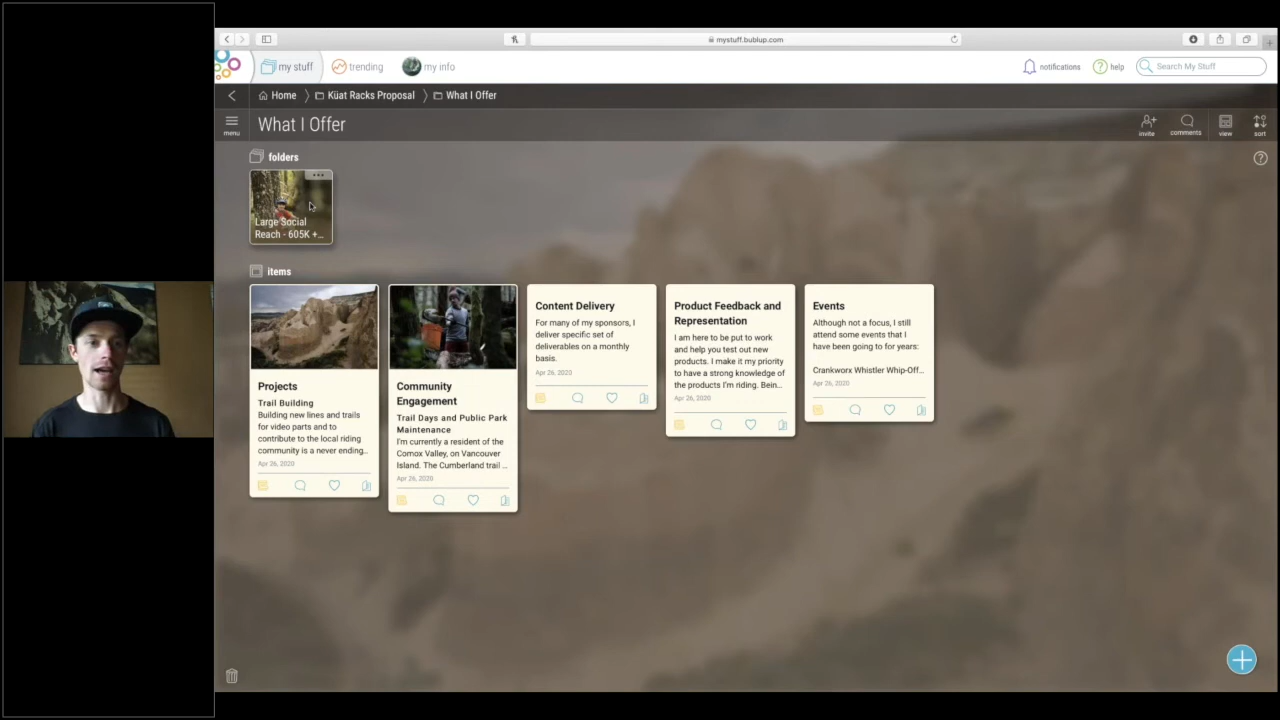 mystuff.bublup.com
my stuff
trending
my info
notifications
help
Search My Stuff
Home
Küat Racks Proposal
What I Offer
menu
What I Offer
invite
comments
view
sort
folders
Large Social
Reach - 605K +...
items
Projects
Trail Building
Building new lines and trails
for video parts and to
contribute to the local riding
community is a never ending...
Apr 26, 2020
Community
Engagement
Trail Days and Public Park
Maintenance
I'm currently a resident of the
Comox Valley, on Vancouver
Island. The Cumberland trail ...
Apr 26, 2020
Content Delivery
For many of my sponsors, I
deliver specific set of
deliverables on a monthly
basis.
Apr 26, 2020
Product Feedback and
Representation
I am here to be put to work
and help you test out new
products. I make it my priority
to have a strong knowledge of
the products I'm riding. Bein...
Apr 26, 2020
Events
Although not a focus, I still
attend some events that I
have been going to for years:
Crankworx Whistler Whip-Off...
Apr 26, 2020